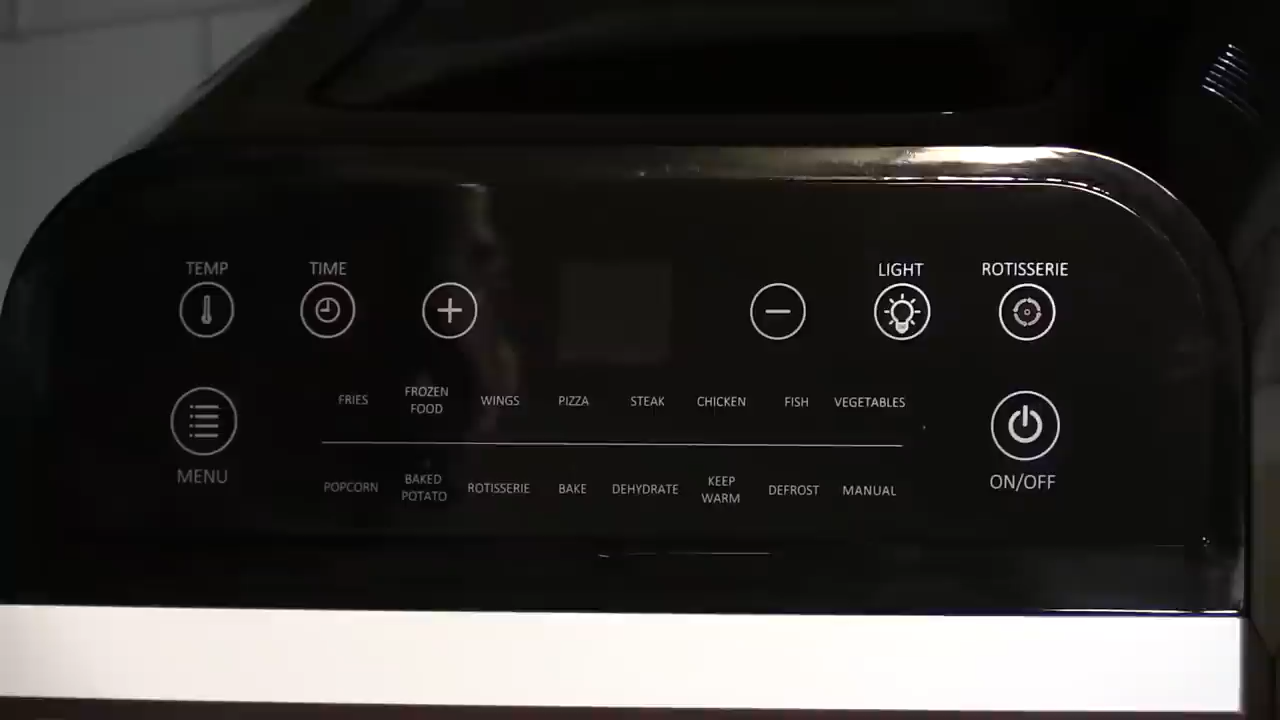 TEMP TIME LIGHT ROTISSERIE
FRIES FROZEN FOOD WINGS PIZZA STEAK CHICKEN FISH VEGETABLES
MENU ON/OFF
POPCORN BAKED POTATO ROTISSERIE BAKE DEHYDRATE KEEP WARM DEFROST MANUAL